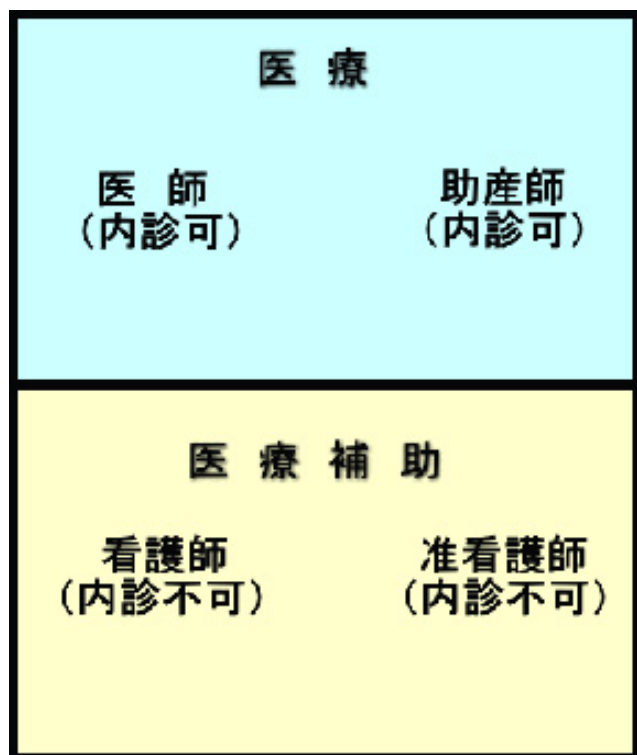 医療
医師 助産師
(内診可) (内診可)
医療補助
看護師 准看護師
(内診不可) (内診不可)